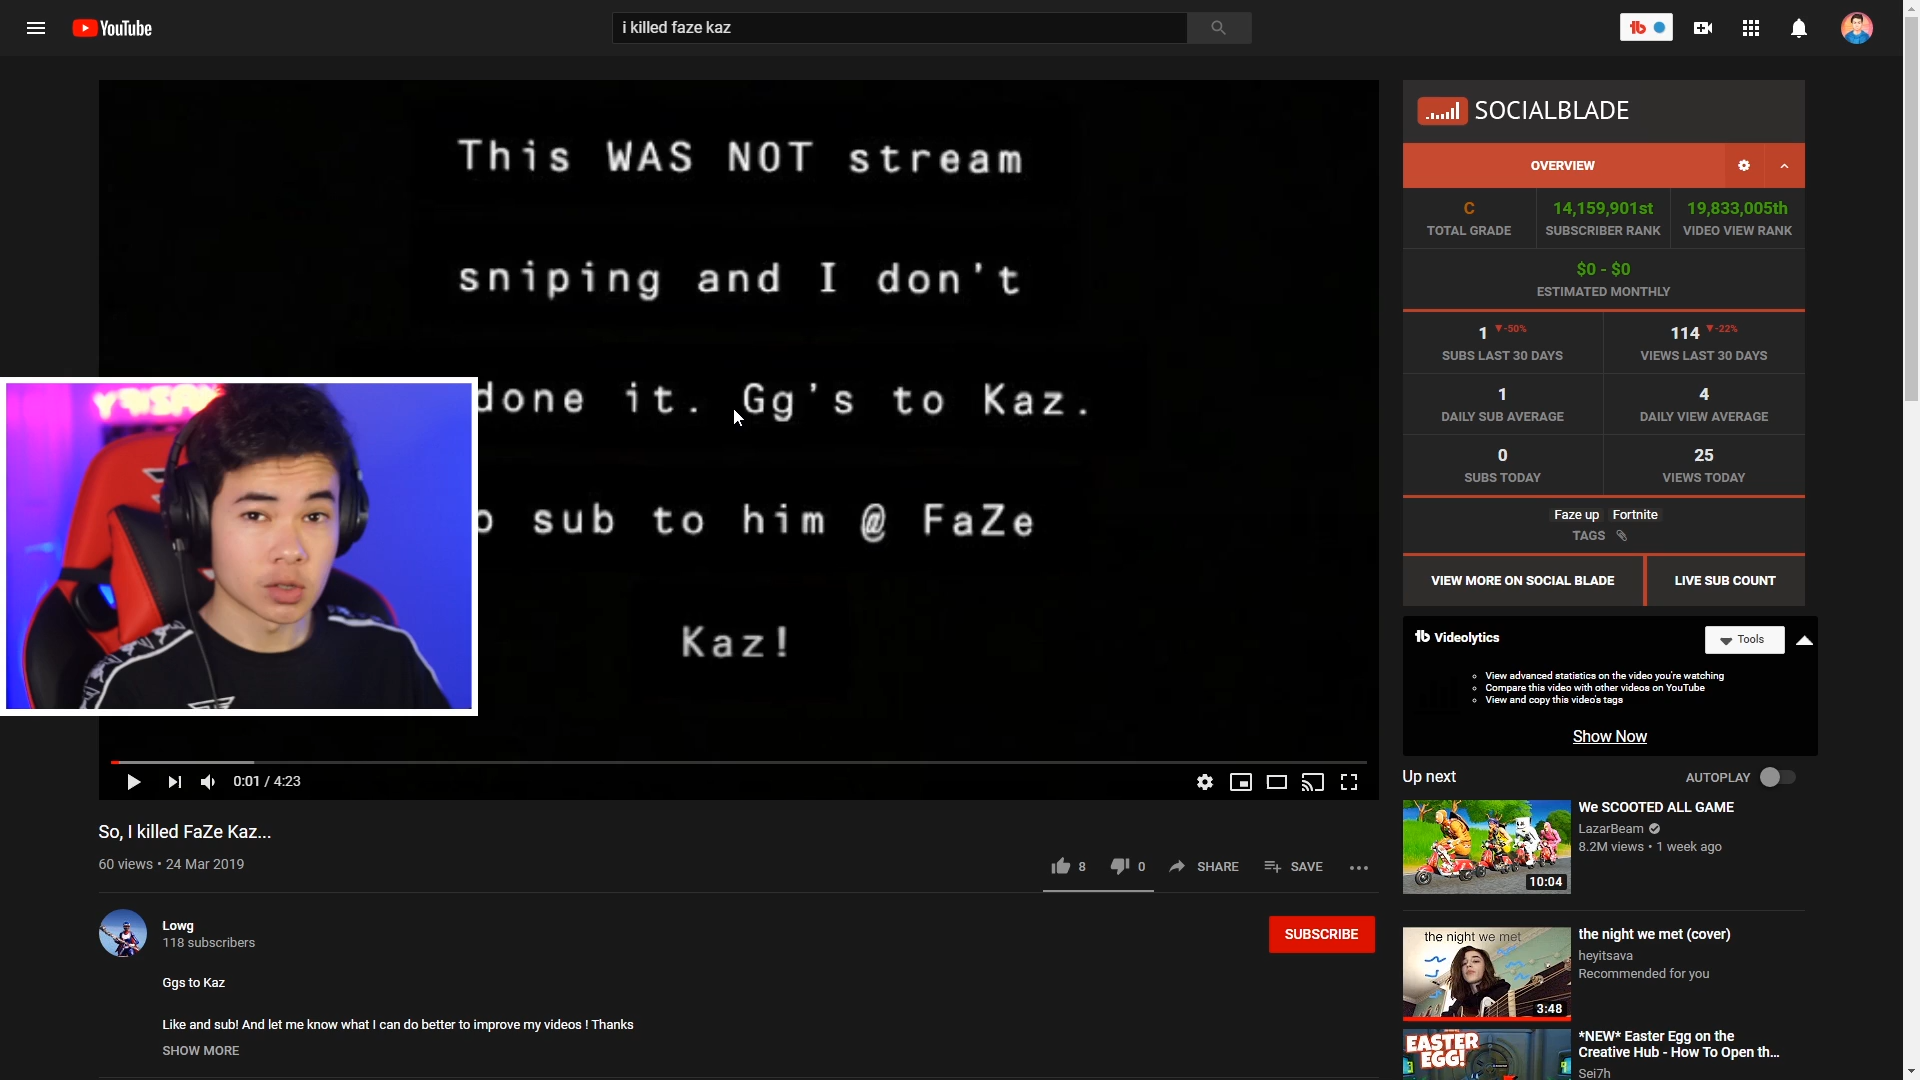 YouTube
i killed faze kaz
This WAS NOT stream
sniping and I don't
done it. Gg's to Kaz.
sub to him @ FaZe
Kaz!
0:01 / 4:23
So, I killed FaZe Kaz...
60 views • 24 Mar 2019
8
0
SHARE
SAVE
Lowg
118 subscribers
SUBSCRIBE
Ggs to Kaz
Like and sub! And let me know what I can do better to improve my videos ! Thanks
SHOW MORE
SOCIALBLADE
OVERVIEW
C 14,159,901st 19,833,005th
TOTAL GRADE SUBSCRIBER RANK VIDEO VIEW RANK
$0 - $0
ESTIMATED MONTHLY
1 ▼-50% 114 ▼-22%
SUBS LAST 30 DAYS VIEWS LAST 30 DAYS
1 4
DAILY SUB AVERAGE DAILY VIEW AVERAGE
0 25
SUBS TODAY VIEWS TODAY
Faze up Fortnite
TAGS
VIEW MORE ON SOCIAL BLADE LIVE SUB COUNT
Videolytics
Tools
View advanced statistics on the video you're watching
Compare this video with other videos on YouTube
View and copy this video's tags
Show Now
Up next
AUTOPLAY
We SCOOTED ALL GAME
LazarBeam
8.2M views • 1 week ago
10:04
the night we met
3:48
the night we met (cover)
heyitsava
Recommended for you
EASTER
EGG!
*NEW* Easter Egg on the
Creative Hub - How To Open th...
Sei7h